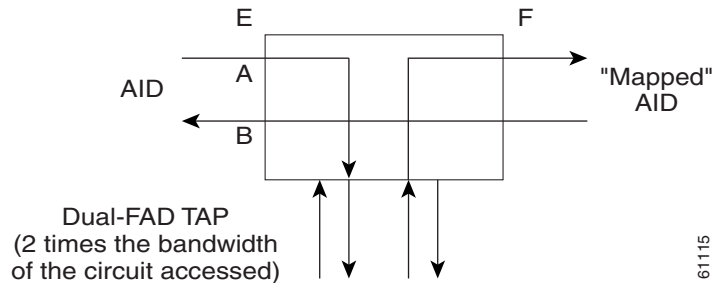 E
F
A
AID
"Mapped"
AID
B
Dual-FAD TAP
(2 times the bandwidth
of the circuit accessed)
61115